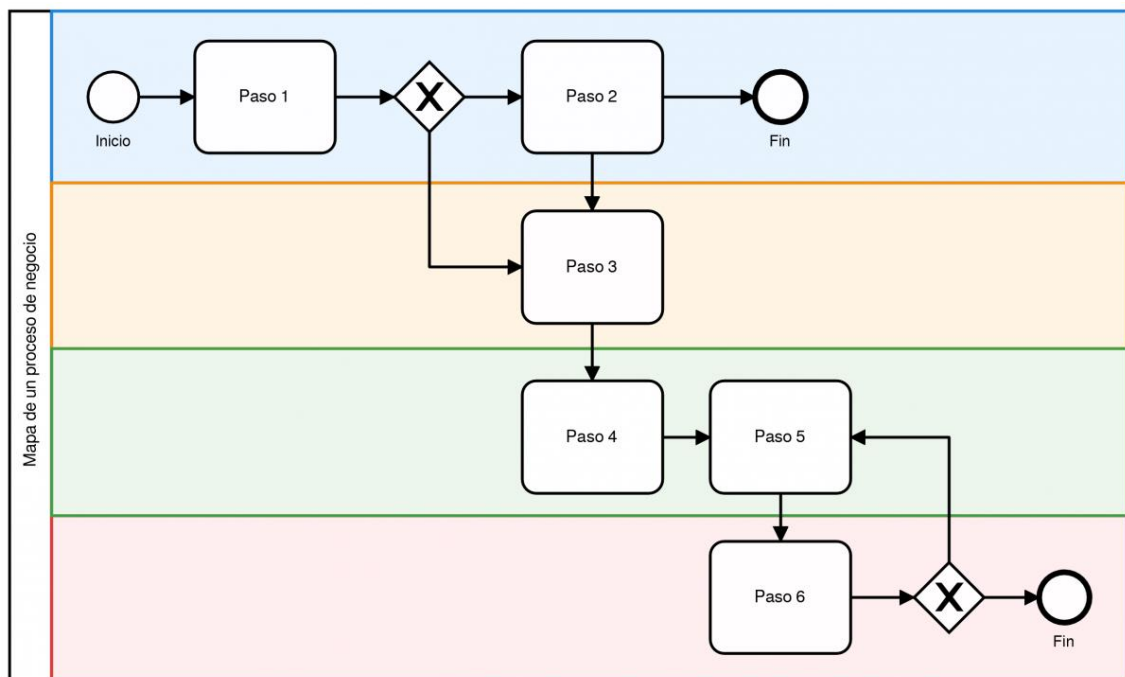 Mapa de un proceso de negocio
Paso 1
X
Paso 2
Inicio
Fin
Paso 3
Paso 4
Paso 5
Paso 6
X
Fin